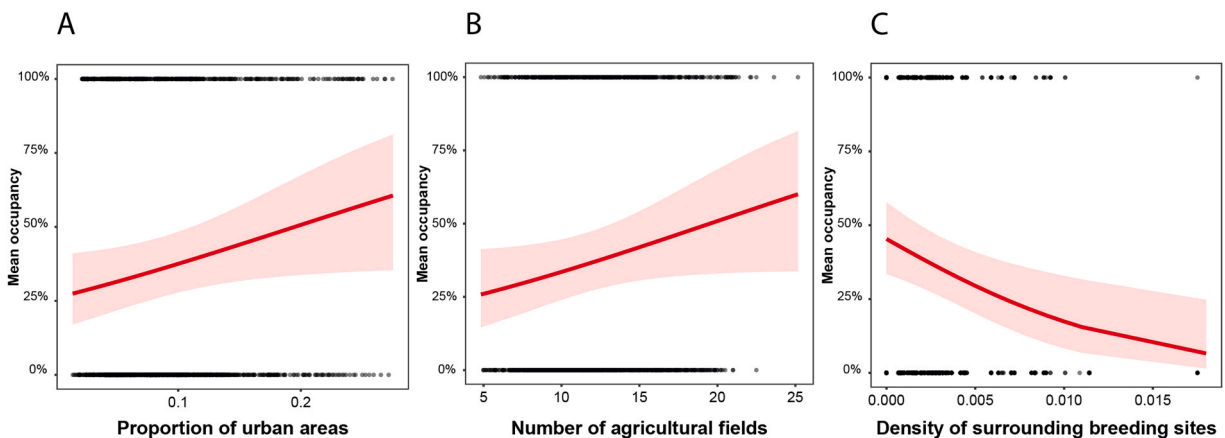 A
100%
75%
50%
25%
0%
Mean occupancy
0.1
0.2
Proportion of urban areas
B
100%
75%
50%
25%
0%
Mean occupancy
5
10
15
20
25
Number of agricultural fields
C
100%
75%
50%
25%
0%
Mean occupancy
0.000
0.005
0.010
0.015
Density of surrounding breeding sites